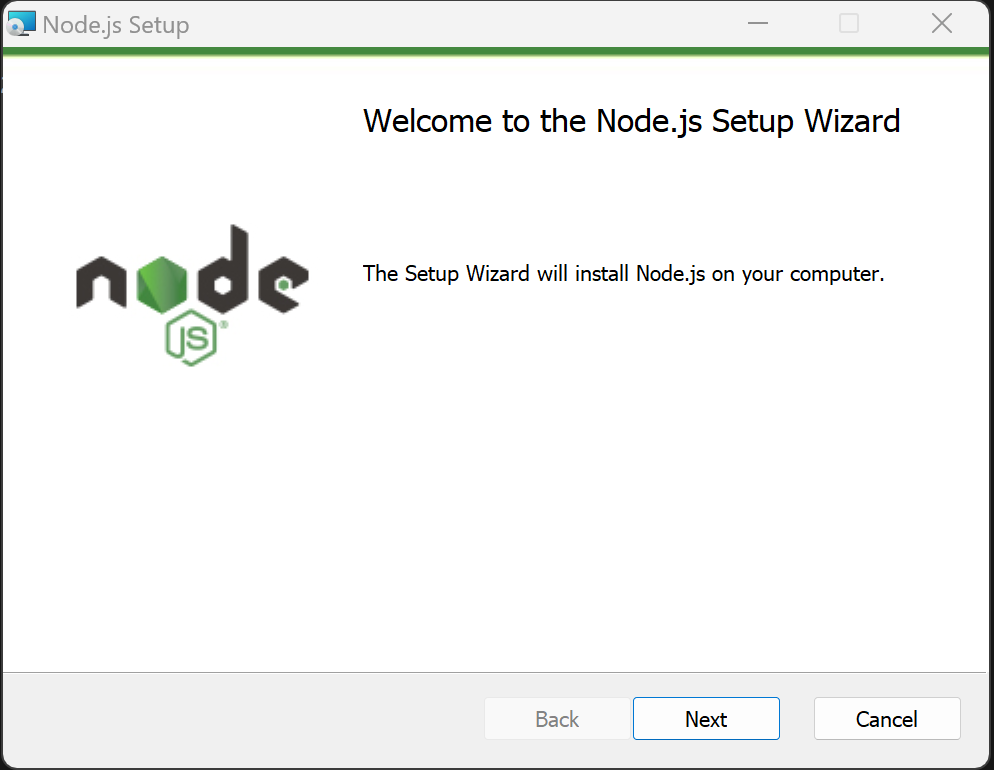 Node.js Setup
Welcome to the Node.js Setup Wizard
node
JS®
The Setup Wizard will install Node.js on your computer.
Back
Next
Cancel